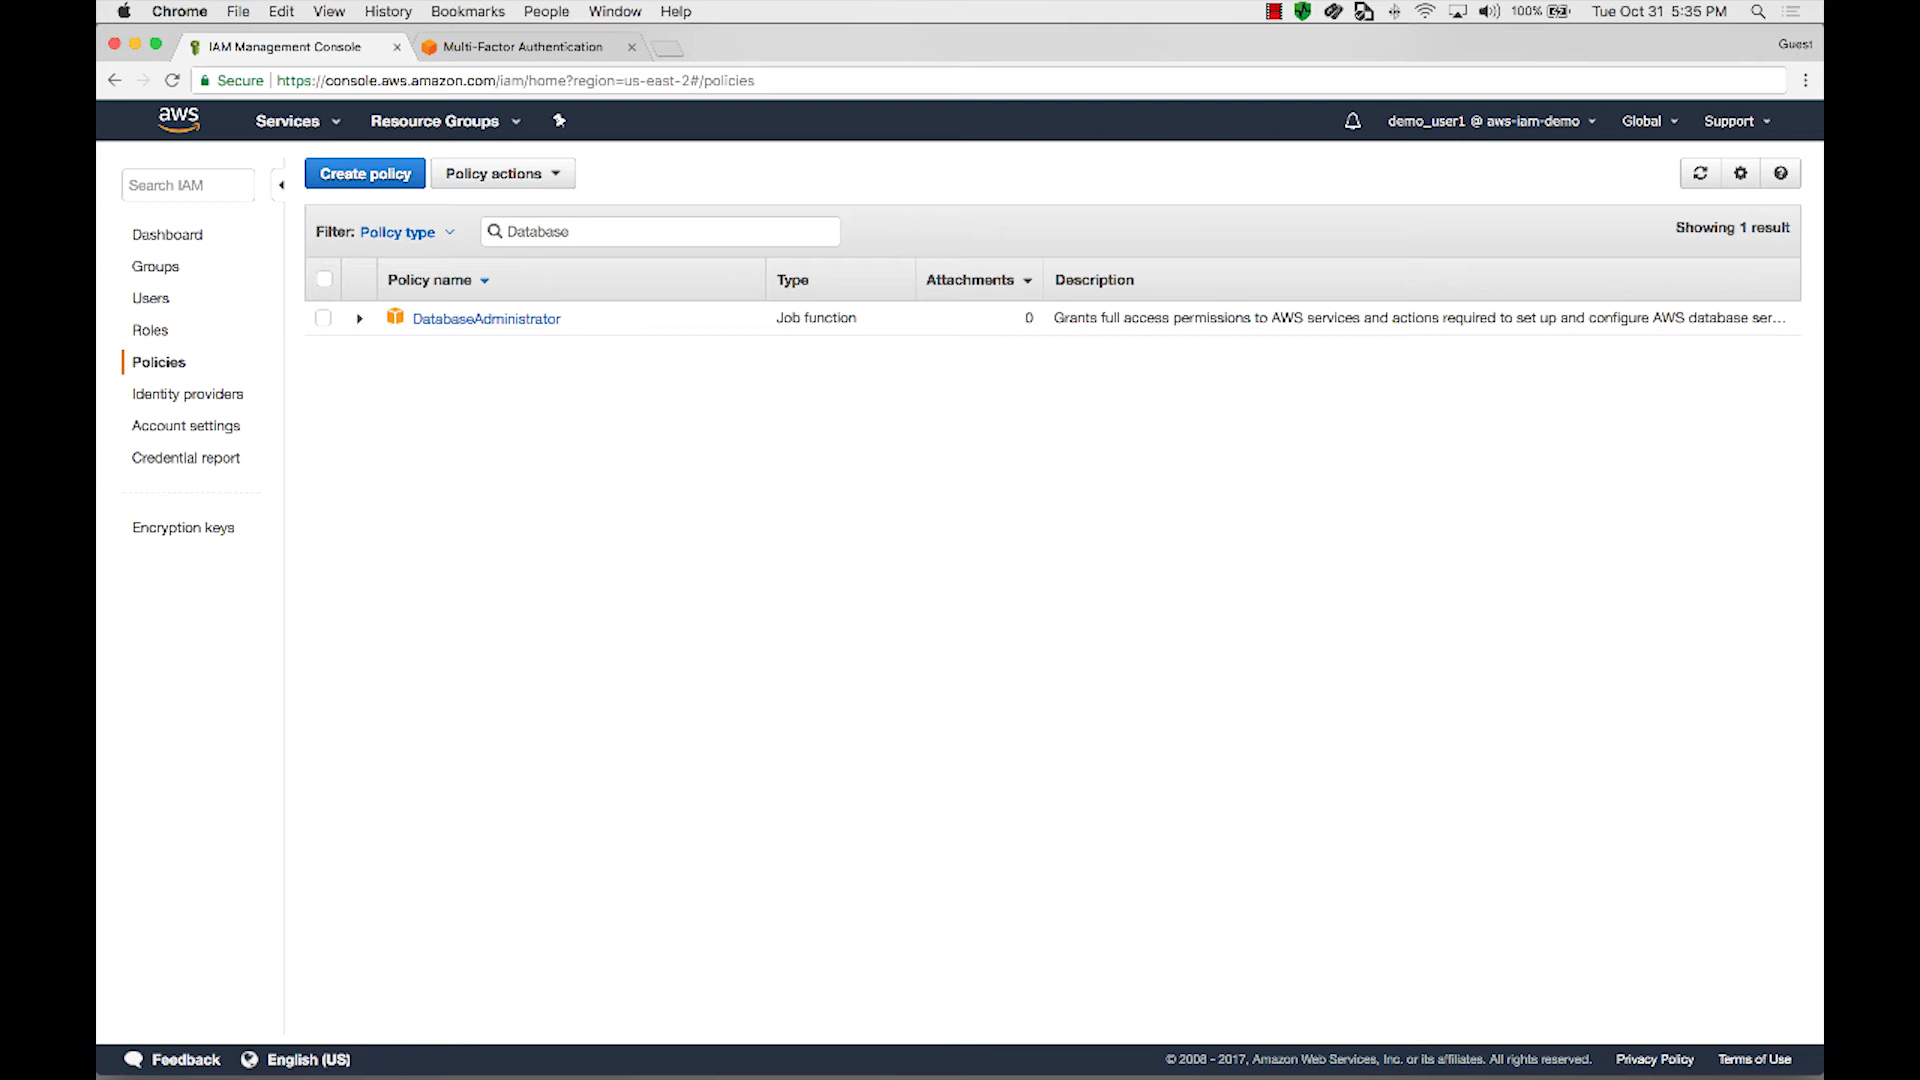 Chrome File Edit View History Bookmarks People Window Help 100% Tue Oct 31 5:35 PM
IAM Management Console Multi-Factor Authentication Guest
Secure https://console.aws.amazon.com/iam/home?region=us-east-2#/policies
aws Services Resource Groups demo_user1 @ aws-iam-demo Global Support
Search IAM
Dashboard
Groups
Users
Roles
Policies
Identity providers
Account settings
Credential report
Encryption keys
Create policy Policy actions
Filter: Policy type Database Showing 1 result
Policy name Type Attachments Description
DatabaseAdministrator Job function 0 Grants full access permissions to AWS services and actions required to set up and configure AWS database ser...
Feedback English (US) © 2008 - 2017, Amazon Web Services, Inc. or its affiliates. All rights reserved. Privacy Policy Terms of Use